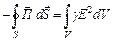 -∮_S Π⃗ dS⃗ = ∫_V γE² dV